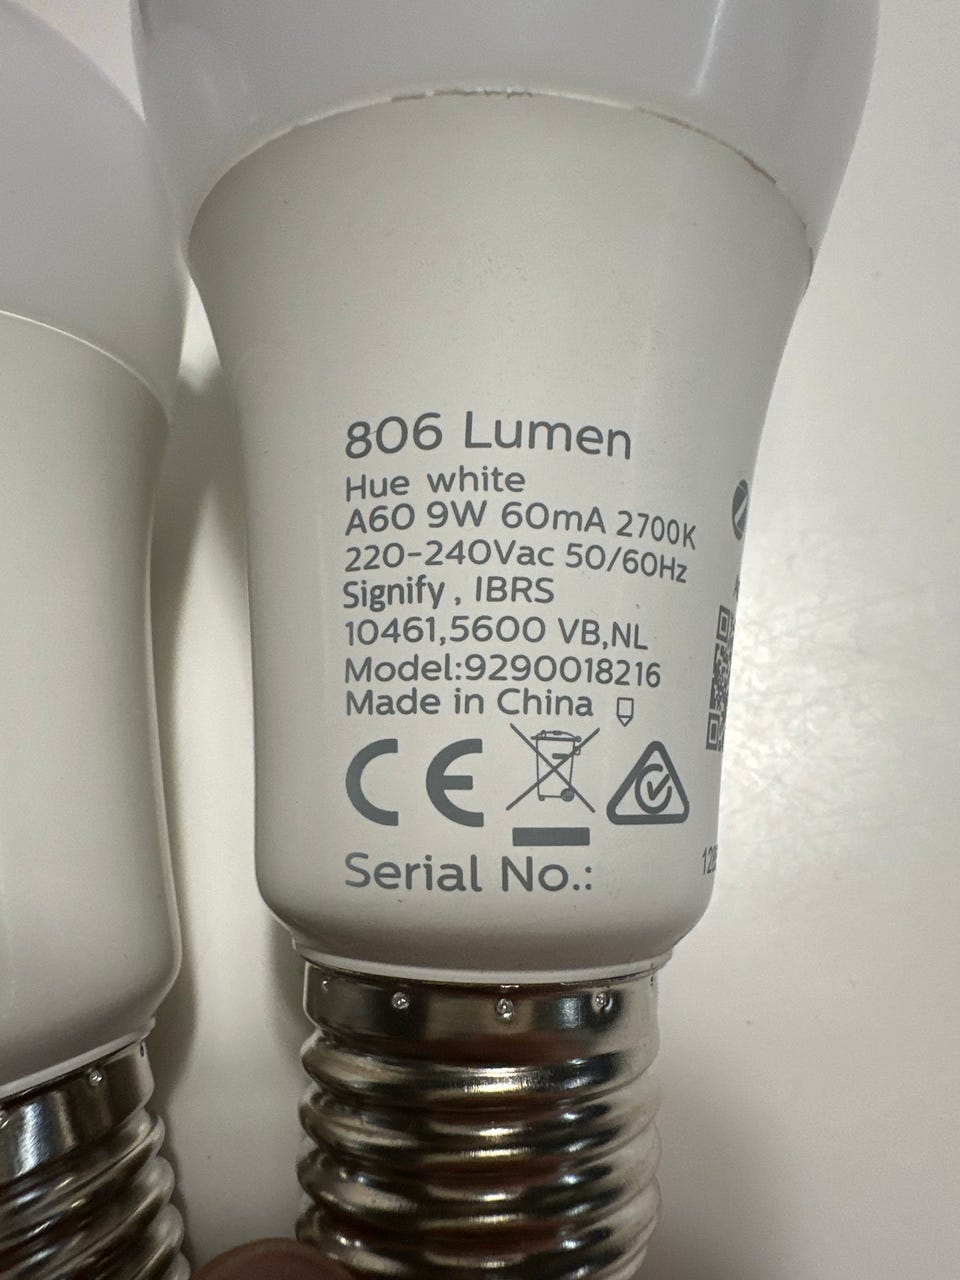 806 Lumen
Hue white
A60 9W 60mA 2700K
220-240Vac 50/60Hz
Signify, IBRS
10461,5600 VB,NL
Model:9290018216
Made in China
CE
Serial No.: